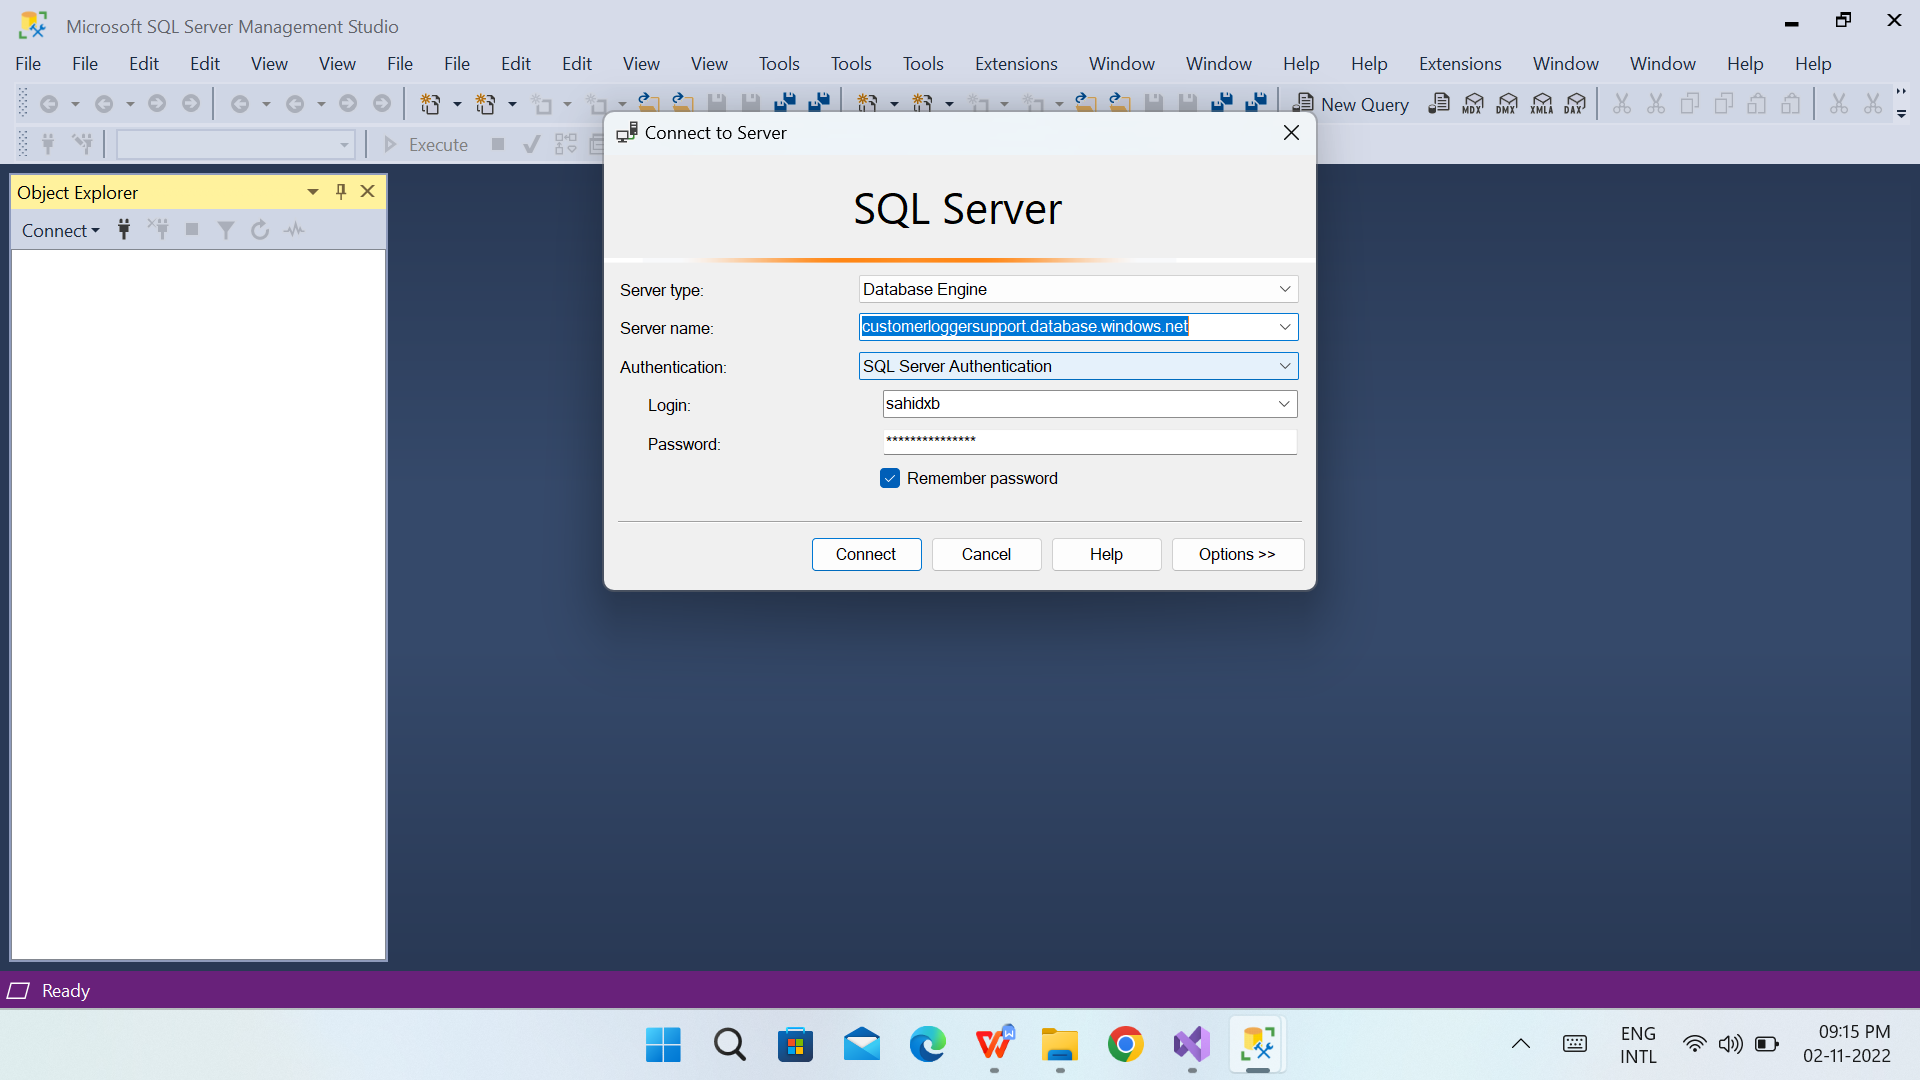 Microsoft SQL Server Management Studio
File File Edit Edit View View File File Edit Edit View View Tools Tools Tools Extensions Window Window Help Help Extensions Window Window Help Help
New Query MDX DMX XMLA DAX
Execute
Object Explorer
Connect
Connect to Server
SQL Server
Server type: Database Engine
Server name: customerloggersupport.database.windows.net
Authentication: SQL Server Authentication
Login: sahidxb
Password: ***************
Remember password
Connect Cancel Help Options >>
Ready
ENG
INTL
09:15 PM
02-11-2022